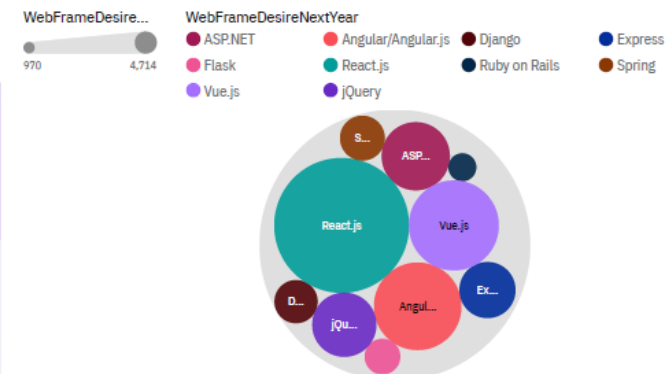 WebFrameDesire... WebFrameDesireNextYear
970 4,714
ASP.NET Angular/Angular.js Django Express
Flask React.js Ruby on Rails Spring
Vue.js jQuery
S...
ASP...
React.js Vue.js
Ex...
D... Angul...
jQu...